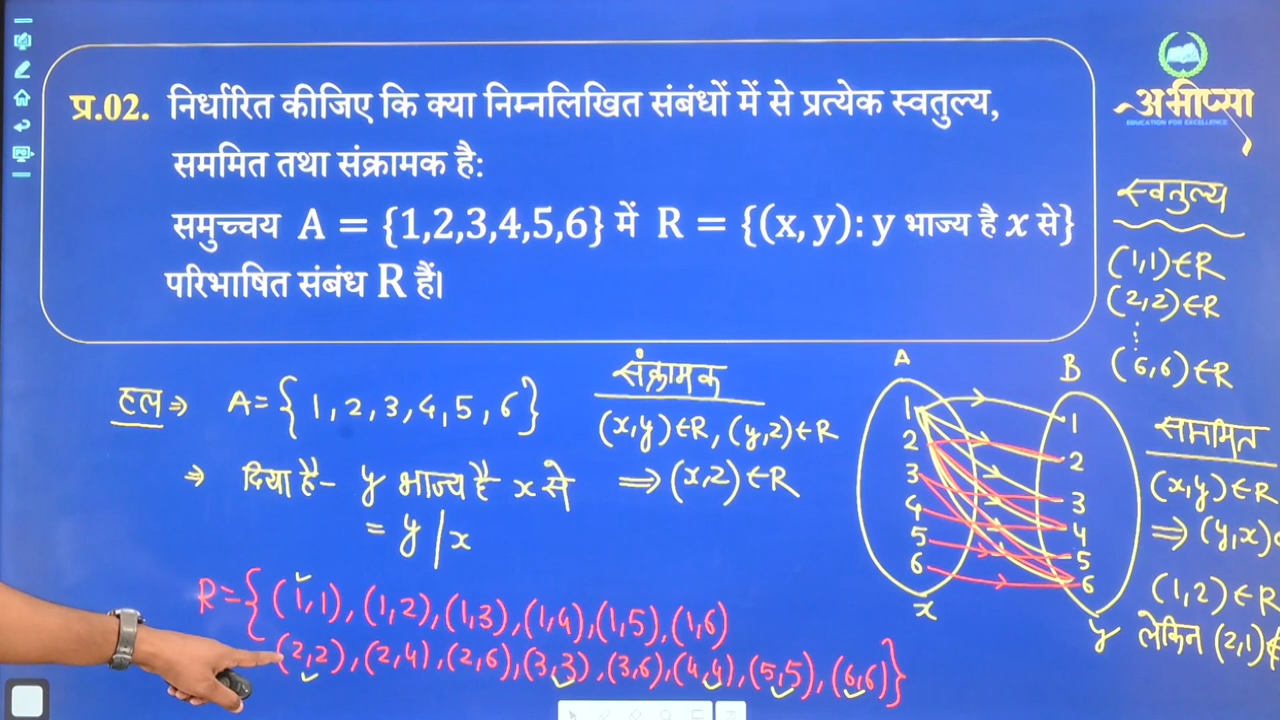 प्र.02. निर्धारित कीजिए कि क्या निम्नलिखित संबंधों में से प्रत्येक स्वतुल्य,
सममित तथा संक्रामक है:
समुच्चय A = {1,2,3,4,5,6} में R = {(x, y): y भाज्य है x से}
परिभाषित संबंध R हैं।
अभीप्सा
EDUCATION FOR EXCELLENCE
हल ⇒ A = { 1, 2, 3, 4, 5, 6 }
⇒ दिया है- y भाज्य है x से
= y / x
R = { (1,1), (1,2), (1,3), (1,4), (1,5), (1,6)
(2,2), (2,4), (2,6), (3,3), (3,6), (4,4), (5,5), (6,6) }
संक्रामक
(x,y) ∈ R, (y,z) ∈ R
⇒ (x,z) ∈ R
A B
1 1
2 2
3 3
4 4
5 5
6 6
x y
स्वतुल्य
(1,1) ∈ R
(2,2) ∈ R
⋮
(6,6) ∈ R
सममित
(x,y) ∈ R
⇒ (y,x) ∈
(1,2) ∈ R
लेकिन (2,1) ∉